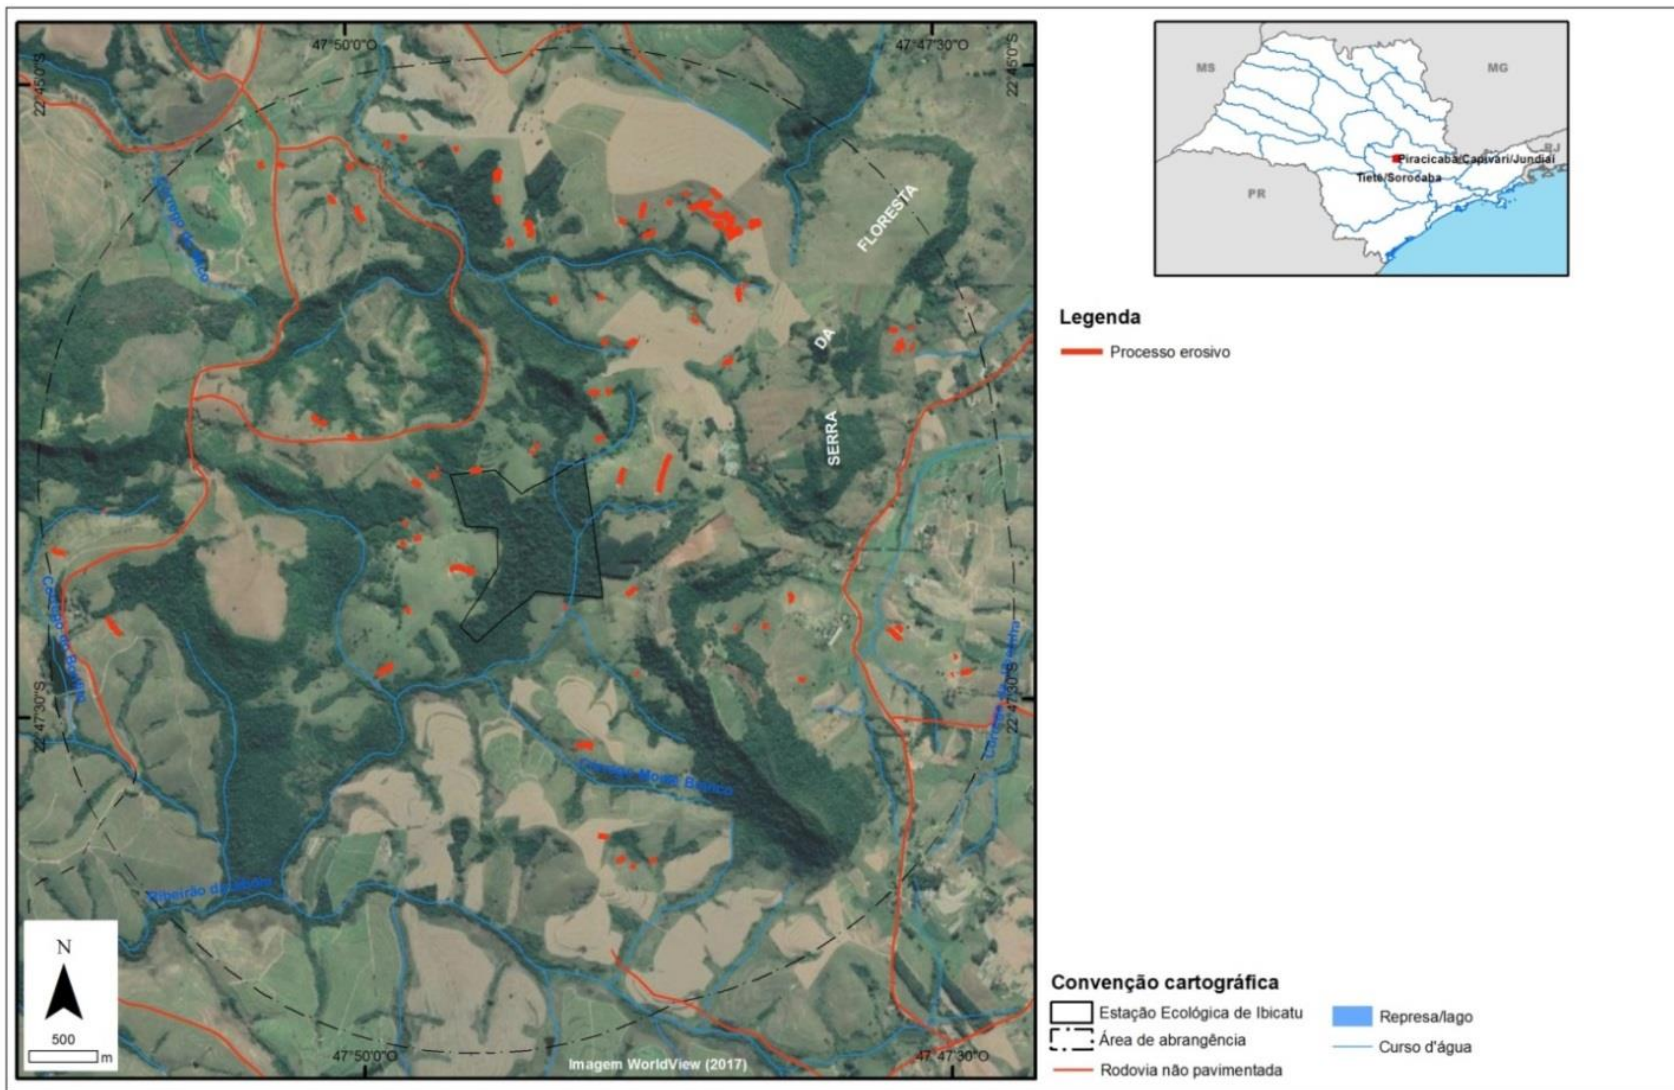 47°50'0"O
47°47'30"O
22°45'0"S
22°45'0"S
FLORESTA
DA
SERRA
22°47'30"S
22°47'30"S
Córrego Monte Branco
N
500
m
47°50'0"O
47°47'30"O
Imagem WorldView (2017)
MS
MG
RJ
PR
Piracicaba/Capivari/Jundiaí
Tietê/Sorocaba
Legenda
Processo erosivo
Convenção cartográfica
Estação Ecológica de Ibicatu
Área de abrangência
Rodovia não pavimentada
Represa/lago
Curso d'água